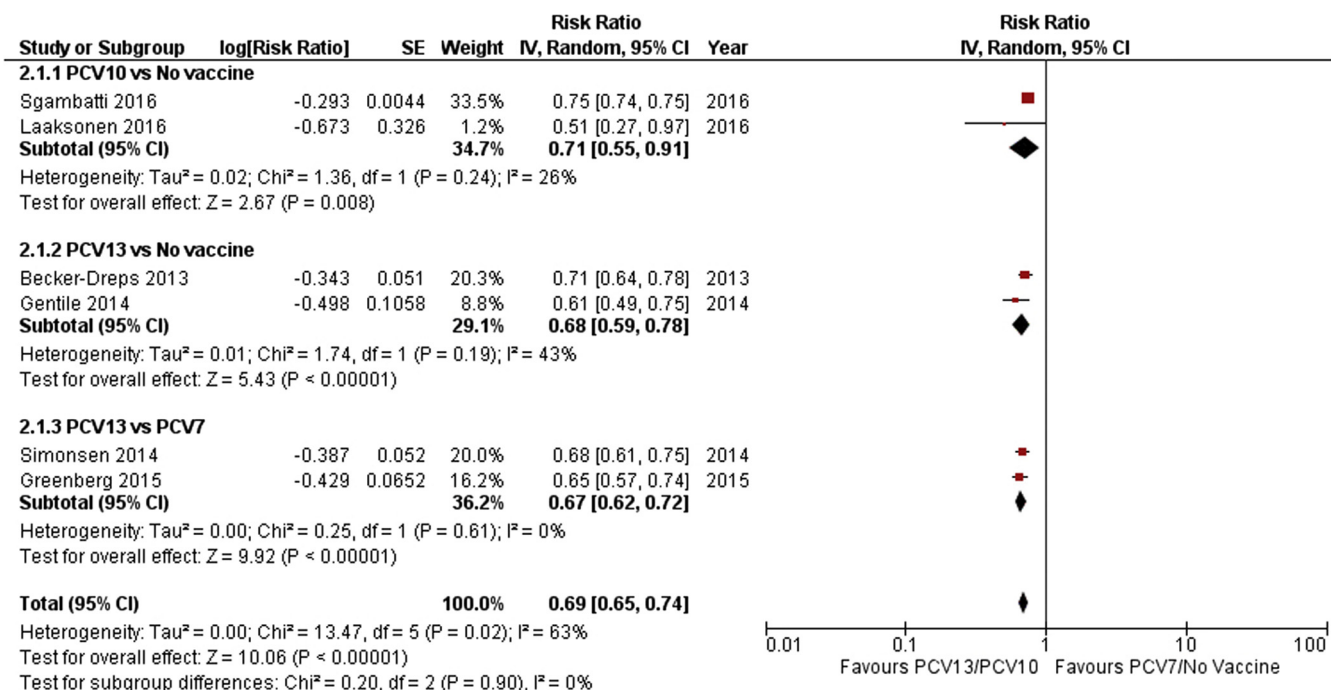 Risk Ratio Risk Ratio
Study or Subgroup log[Risk Ratio] SE Weight IV, Random, 95% CI Year IV, Random, 95% CI
2.1.1 PCV10 vs No vaccine
Sgambatti 2016 -0.293 0.0044 33.5% 0.75 [0.74, 0.75] 2016
Laaksonen 2016 -0.673 0.326 1.2% 0.51 [0.27, 0.97] 2016
Subtotal (95% CI) 34.7% 0.71 [0.55, 0.91]
Heterogeneity: Tau² = 0.02; Chi² = 1.36, df = 1 (P = 0.24); I² = 26%
Test for overall effect: Z = 2.67 (P = 0.008)
2.1.2 PCV13 vs No vaccine
Becker-Dreps 2013 -0.343 0.051 20.3% 0.71 [0.64, 0.78] 2013
Gentile 2014 -0.498 0.1058 8.8% 0.61 [0.49, 0.75] 2014
Subtotal (95% CI) 29.1% 0.68 [0.59, 0.78]
Heterogeneity: Tau² = 0.01; Chi² = 1.74, df = 1 (P = 0.19); I² = 43%
Test for overall effect: Z = 5.43 (P < 0.00001)
2.1.3 PCV13 vs PCV7
Simonsen 2014 -0.387 0.052 20.0% 0.68 [0.61, 0.75] 2014
Greenberg 2015 -0.429 0.0652 16.2% 0.65 [0.57, 0.74] 2015
Subtotal (95% CI) 36.2% 0.67 [0.62, 0.72]
Heterogeneity: Tau² = 0.00; Chi² = 0.25, df = 1 (P = 0.61); I² = 0%
Test for overall effect: Z = 9.92 (P < 0.00001)
Total (95% CI) 100.0% 0.69 [0.65, 0.74]
Heterogeneity: Tau² = 0.00; Chi² = 13.47, df = 5 (P = 0.02); I² = 63%
Test for overall effect: Z = 10.06 (P < 0.00001)
Test for subgroup differences: Chi² = 0.20, df = 2 (P = 0.90), I² = 0%
0.01 0.1 1 10 100
Favours PCV13/PCV10 Favours PCV7/No Vaccine